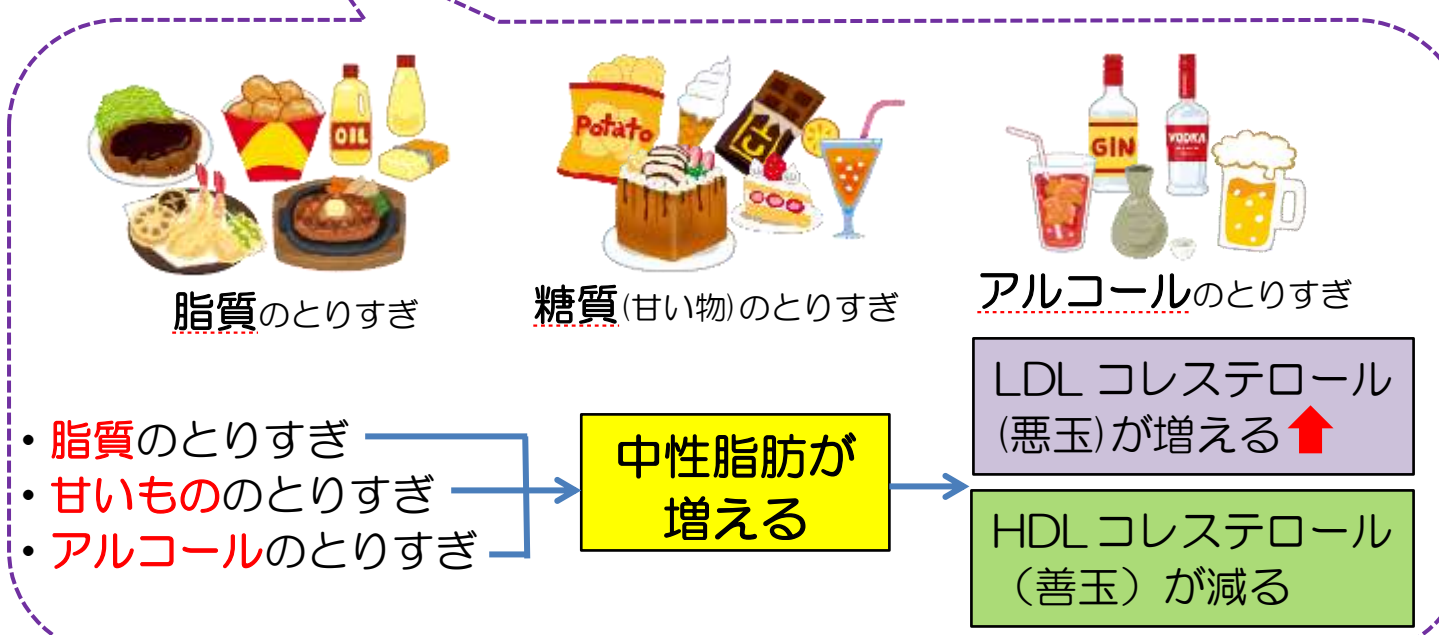 OIL
Potato
GIN
VODKA
脂質のとりすぎ
糖質(甘い物)のとりすぎ
アルコールのとりすぎ
・脂質のとりすぎ
・甘いもののとりすぎ
・アルコールのとりすぎ
中性脂肪が
増える
LDL コレステロール
(悪玉)が増える
HDL コレステロール
（善玉）が減る